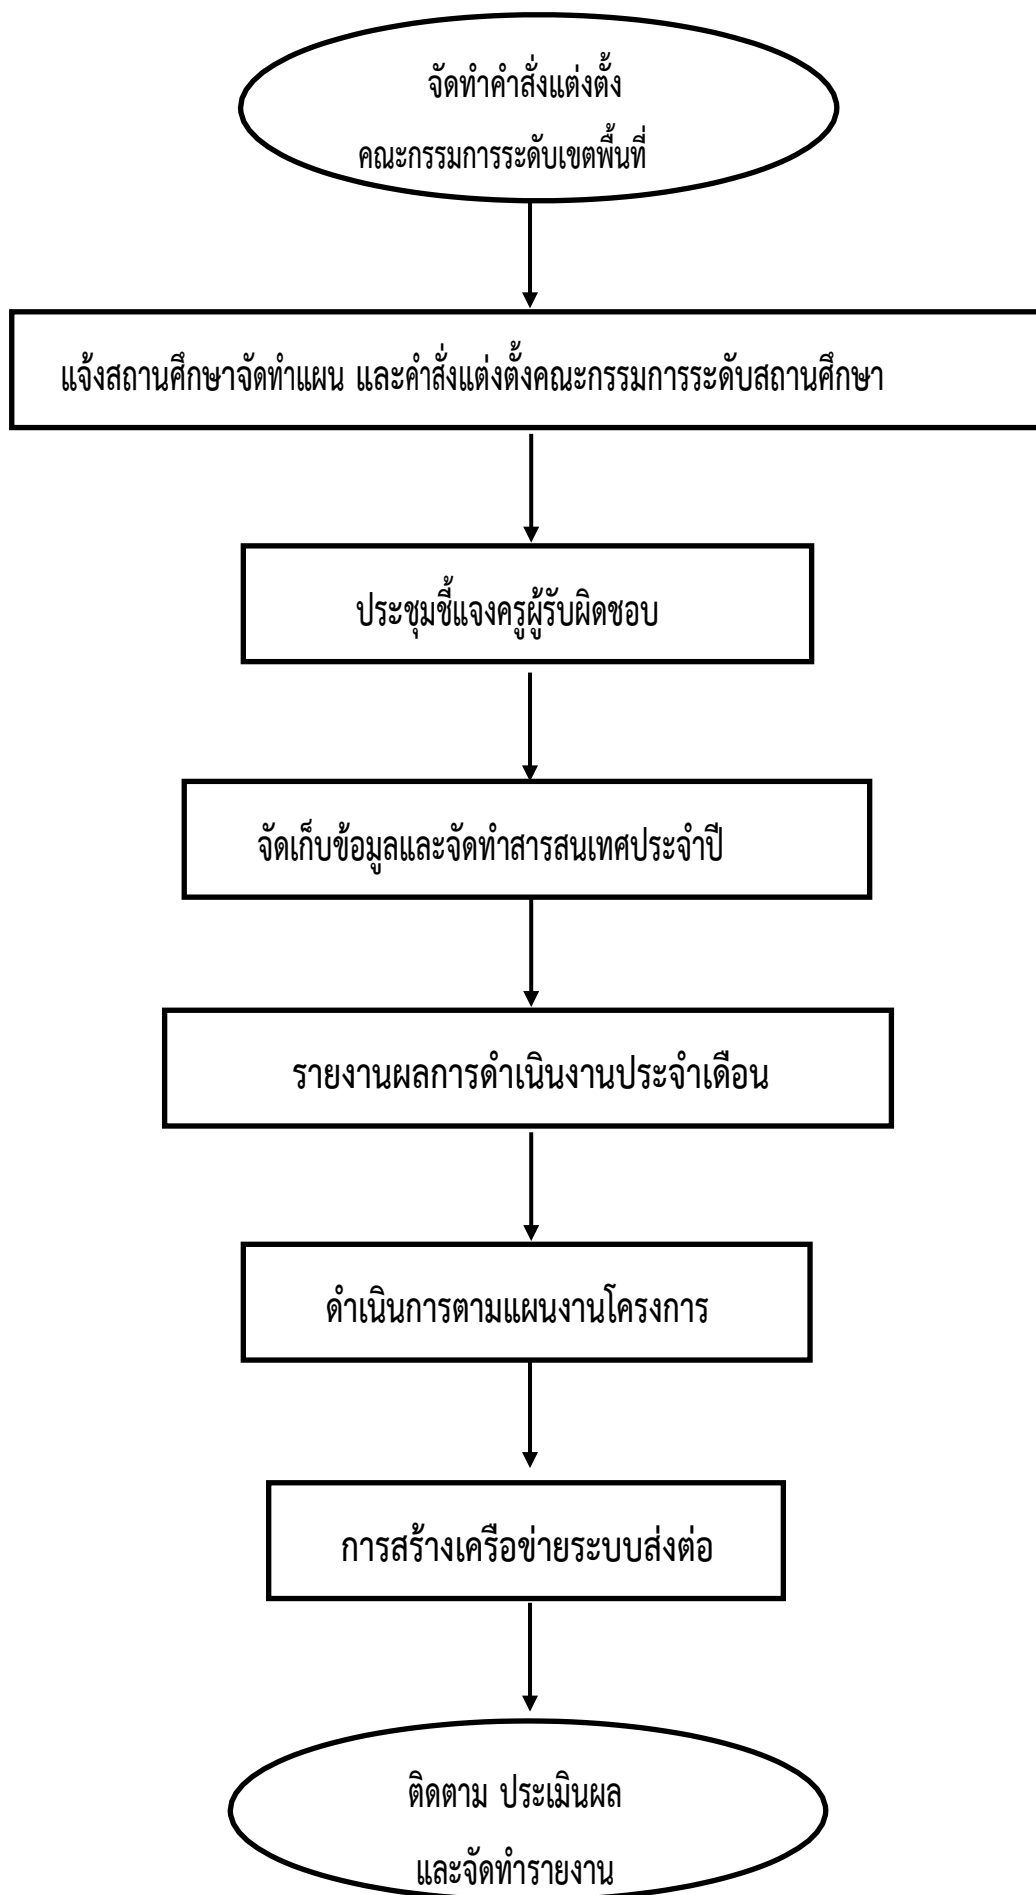 จัดทำคำสั่งแต่งตั้ง
คณะกรรมการระดับเขตพื้นที่
แจ้งสถานศึกษาจัดทำแผน และคำสั่งแต่งตั้งคณะกรรมการระดับสถานศึกษา
ประชุมชี้แจงครูผู้รับผิดชอบ
จัดเก็บข้อมูลและจัดทำสารสนเทศประจำปี
รายงานผลการดำเนินงานประจำเดือน
ดำเนินการตามแผนงานโครงการ
การสร้างเครือข่ายระบบส่งต่อ
ติดตาม ประเมินผล
และจัดทำรายงาน